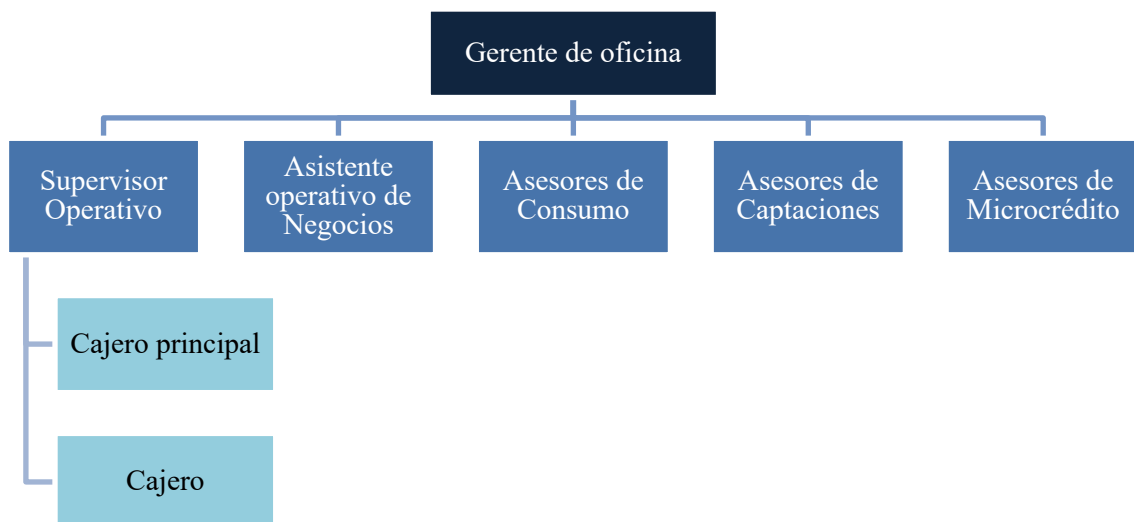 Gerente de oficina
Supervisor
Operativo
Asistente
operativo de
Negocios
Asesores de
Consumo
Asesores de
Captaciones
Asesores de
Microcrédito
Cajero principal
Cajero